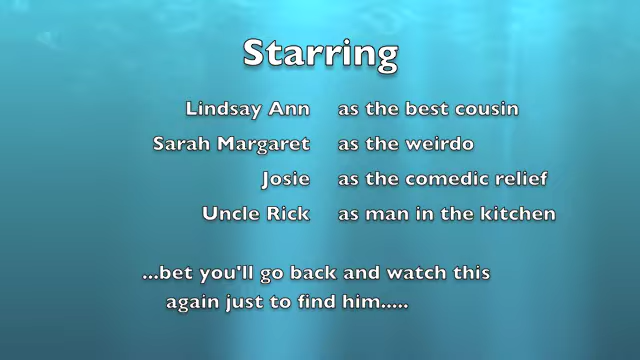 Starring
Lindsay Ann as the best cousin
Sarah Margaret as the weirdo
Josie as the comedic relief
Uncle Rick as man in the kitchen
...bet you'll go back and watch this
again just to find him.....